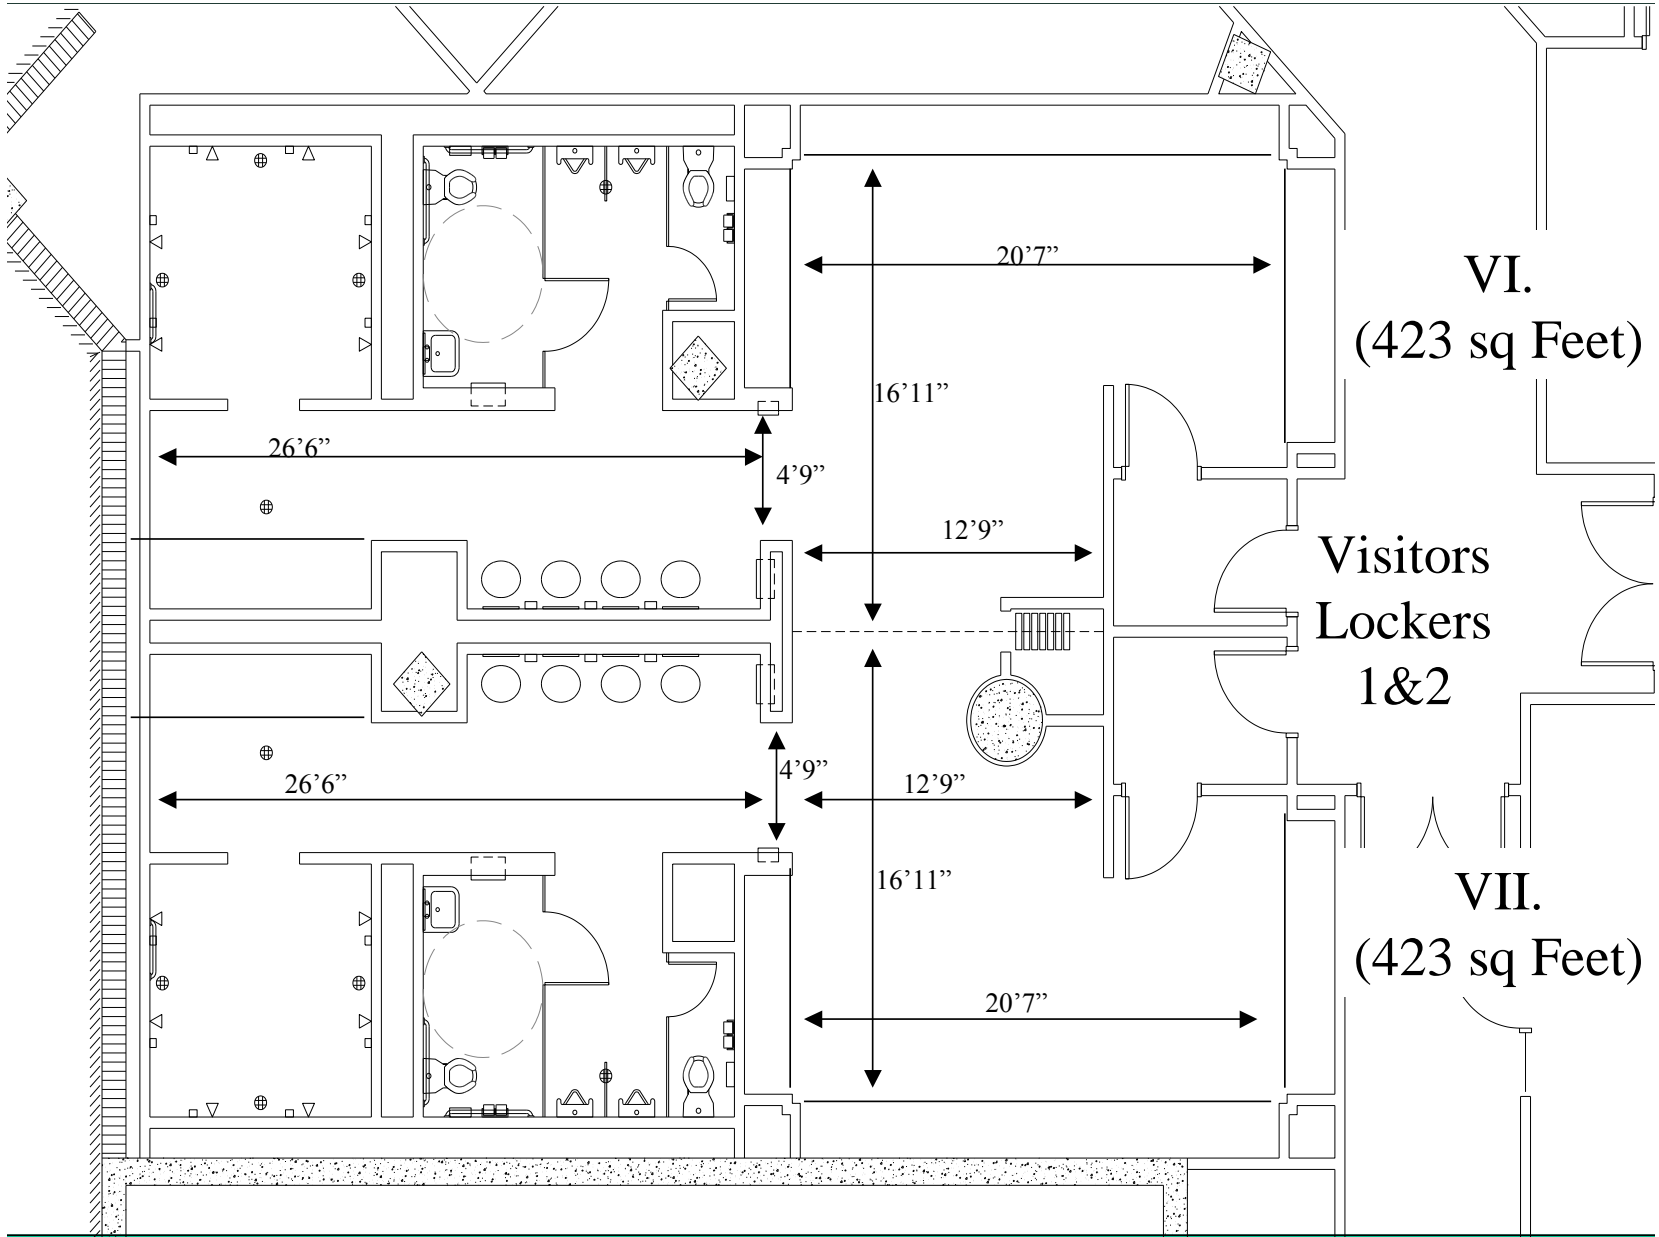 20’7”
VI.
(423 sq Feet)
16’11”
26’6”
4’9”
12’9”
Visitors
Lockers
1&2
4’9”
26’6”
12’9”
16’11”
VII.
(423 sq Feet)
20’7”